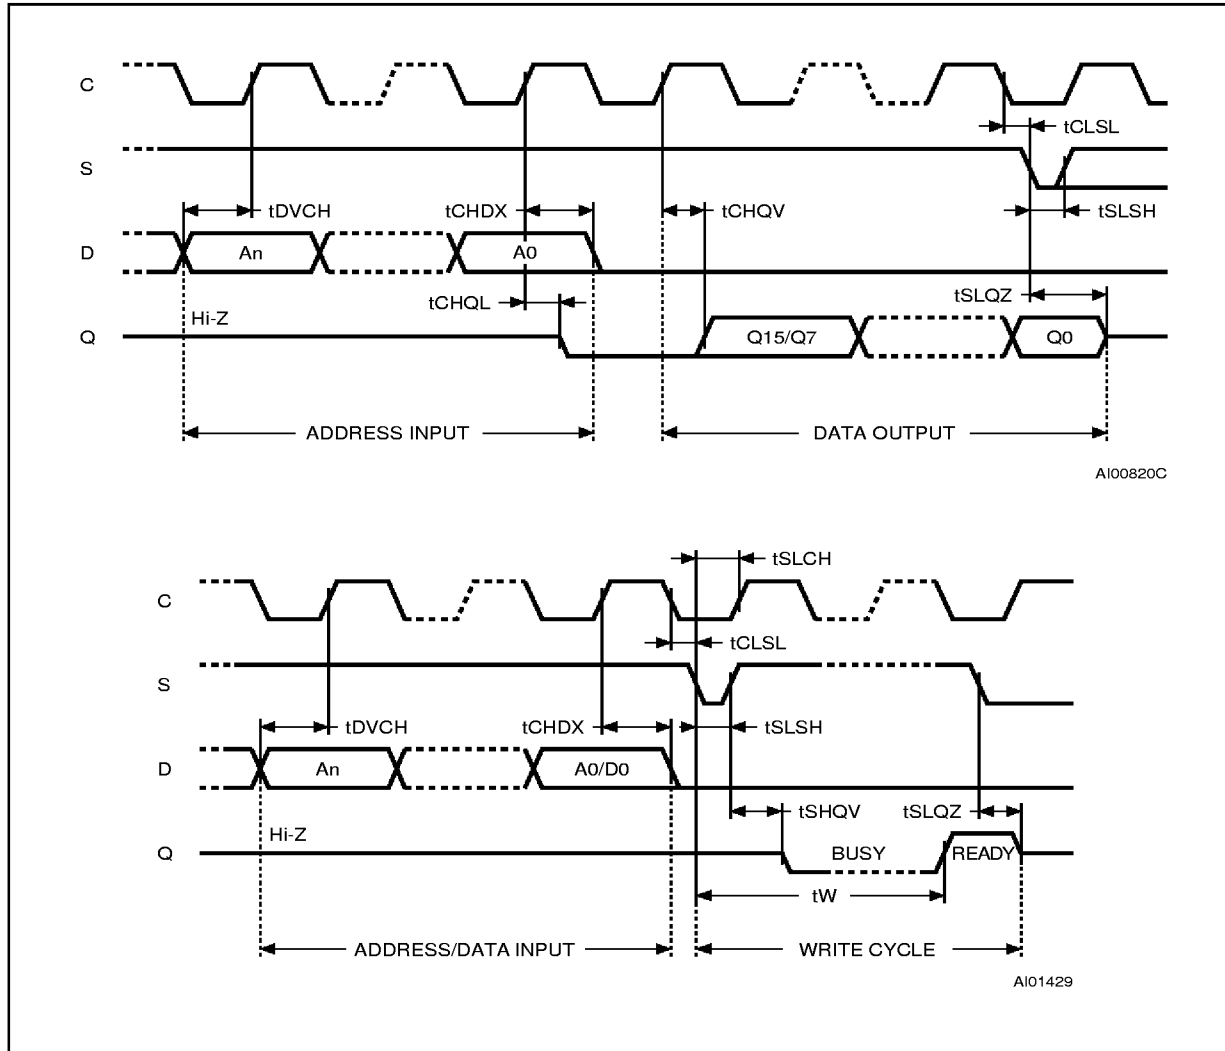 C
tCLSL
S
tDVCH
tCHDX
tCHQV
tSLSH
D
An
A0
tCHQL
tSLQZ
Hi-Z
Q
Q15/Q7
Q0
ADDRESS INPUT
DATA OUTPUT
AI00820C
tSLCH
C
tCLSL
S
tDVCH
tCHDX
tSLSH
D
An
A0/D0
tSHQV
tSLQZ
Hi-Z
Q
BUSY
READY
tW
ADDRESS/DATA INPUT
WRITE CYCLE
AI01429